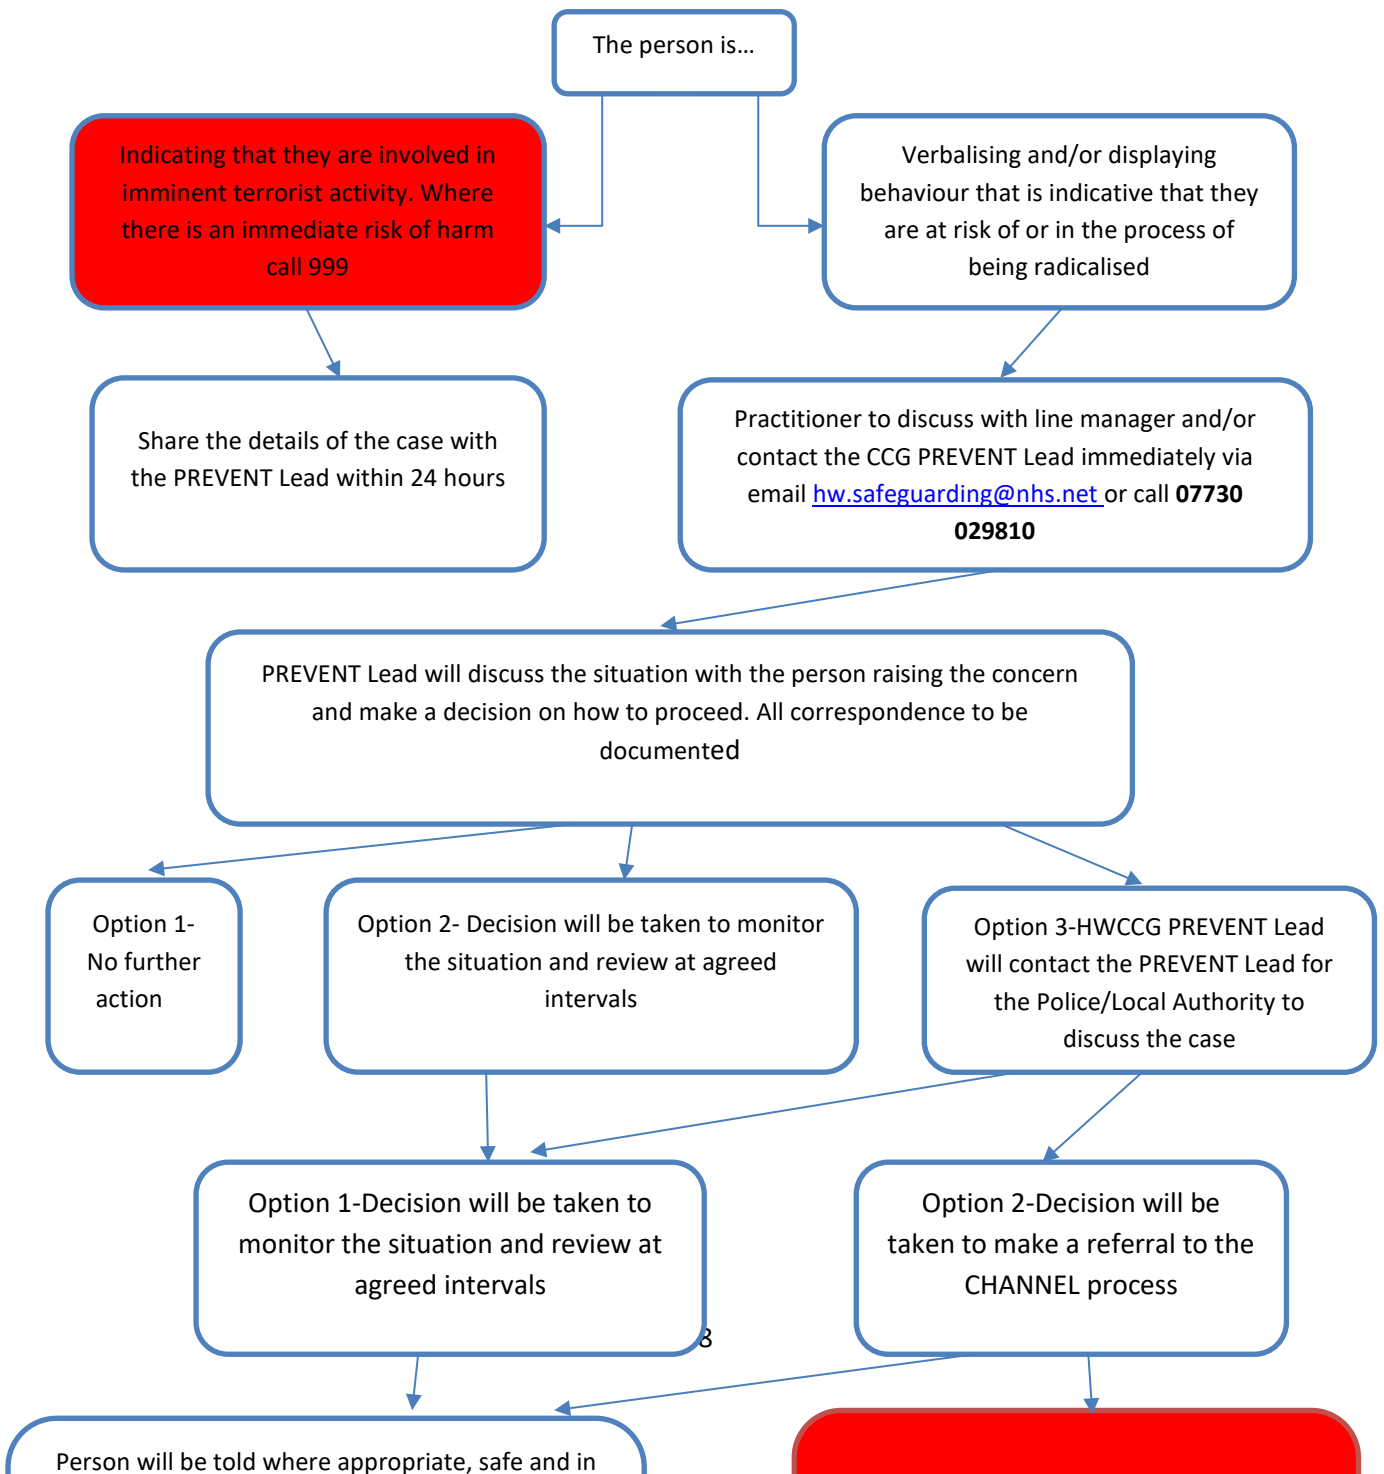 The person is…
Indicating that they are involved in
imminent terrorist activity. Where
there is an immediate risk of harm
call 999
Verbalising and/or displaying
behaviour that is indicative that they
are at risk of or in the process of
being radicalised
Share the details of the case with
the PREVENT Lead within 24 hours
Practitioner to discuss with line manager and/or
contact the CCG PREVENT Lead immediately via
email hw.safeguarding@nhs.net or call 07730
029810
PREVENT Lead will discuss the situation with the person raising the concern
and make a decision on how to proceed. All correspondence to be
documented
Option 1-
No further
action
Option 2- Decision will be taken to monitor
the situation and review at agreed
intervals
Option 3-HWCCG PREVENT Lead
will contact the PREVENT Lead for
the Police/Local Authority to
discuss the case
Option 1-Decision will be taken to
monitor the situation and review at
agreed intervals
Option 2-Decision will be
taken to make a referral to the
CHANNEL process
Person will be told where appropriate, safe and in